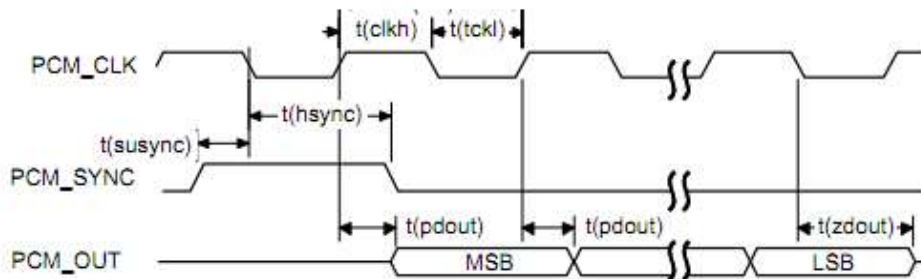 t(clkh) t(tckl)
PCM_CLK
t(hsync)
t(susync)
PCM_SYNC
t(pdout) t(pdout) t(zdout)
PCM_OUT MSB LSB